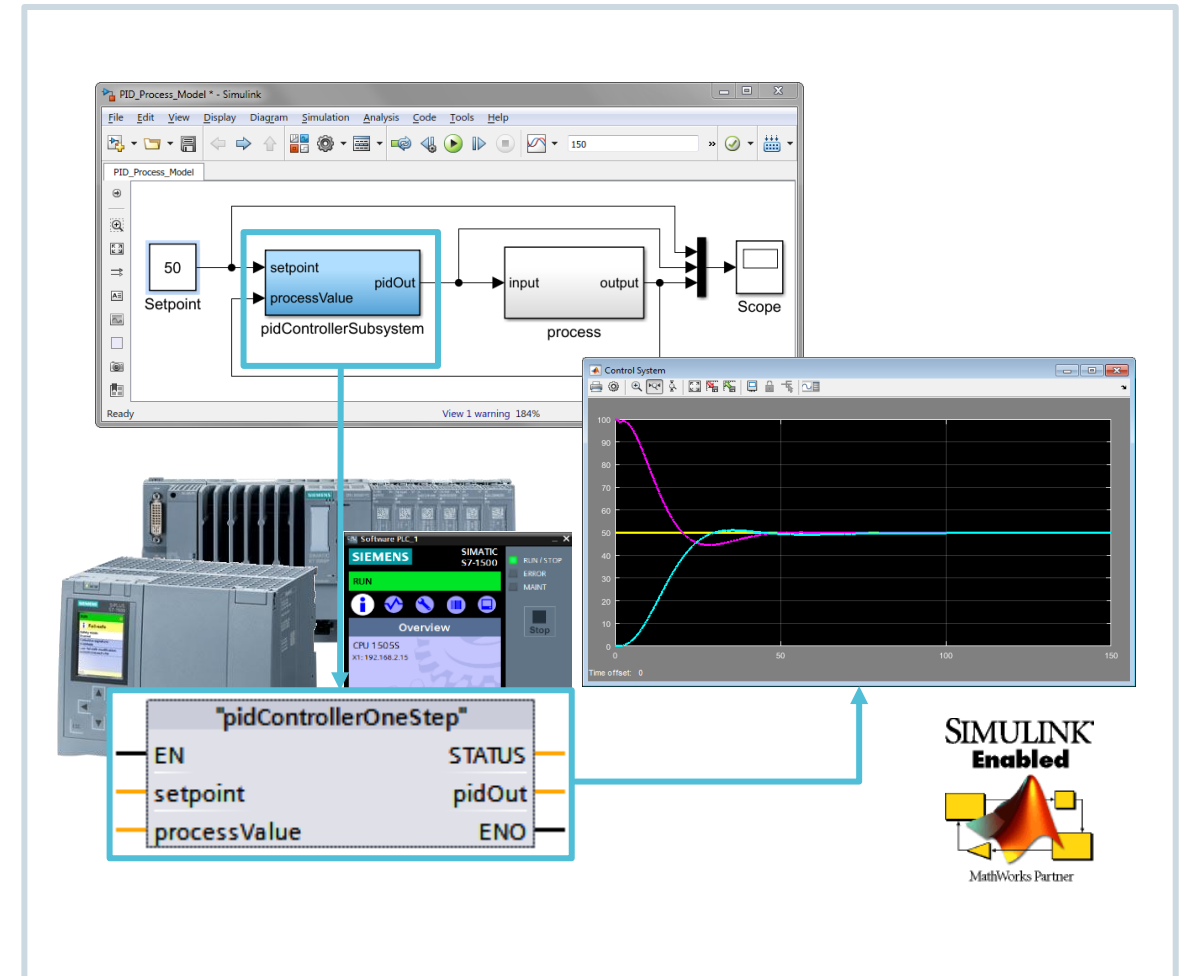 PID_Process_Model * - Simulink
File Edit View Display Diagram Simulation Analysis Code Tools Help
150
»
PID_Process_Model
50
Setpoint
setpoint
processValue
pidOut
pidControllerSubsystem
input
output
process
Scope
Ready
View 1 warning 184%
Control System
100
90
80
70
60
50
40
30
20
10
0
0
50
100
150
Time offset: 0
SIEMENS
SIEMENS
Software PLC_1
SIEMENS
SIMATIC
S7-1500
RUN
RUN / STOP
ERROR
MAINT
Stop
Overview
CPU 1505S
X1: 192.168.2.15
"pidControllerOneStep"
EN
STATUS
setpoint
pidOut
processValue
ENO
SIMULINK
Enabled
MathWorks Partner